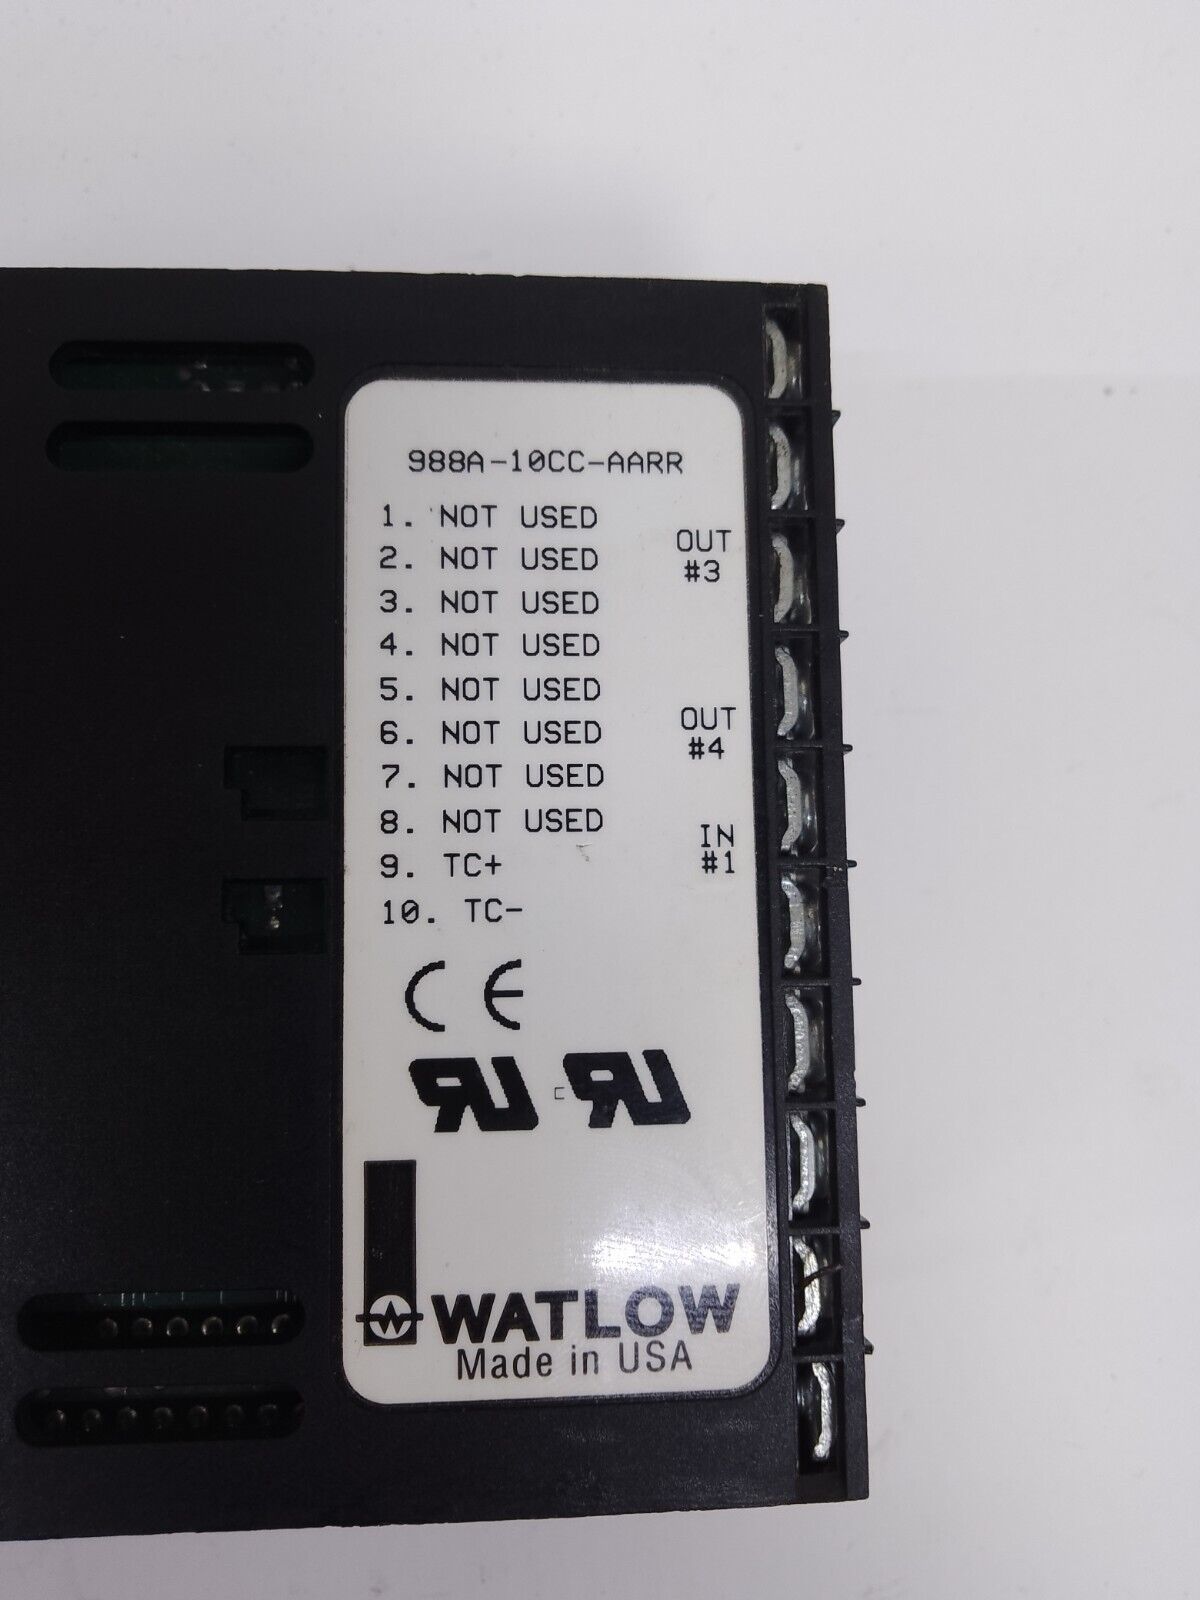 988A-10CC-AARR
1. NOT USED
2. NOT USED
3. NOT USED
4. NOT USED
5. NOT USED
6. NOT USED
7. NOT USED
8. NOT USED
9. TC+
10. TC-
OUT
#3
OUT
#4
IN
#1
CE
UR
c UR
WATLOW
Made in USA